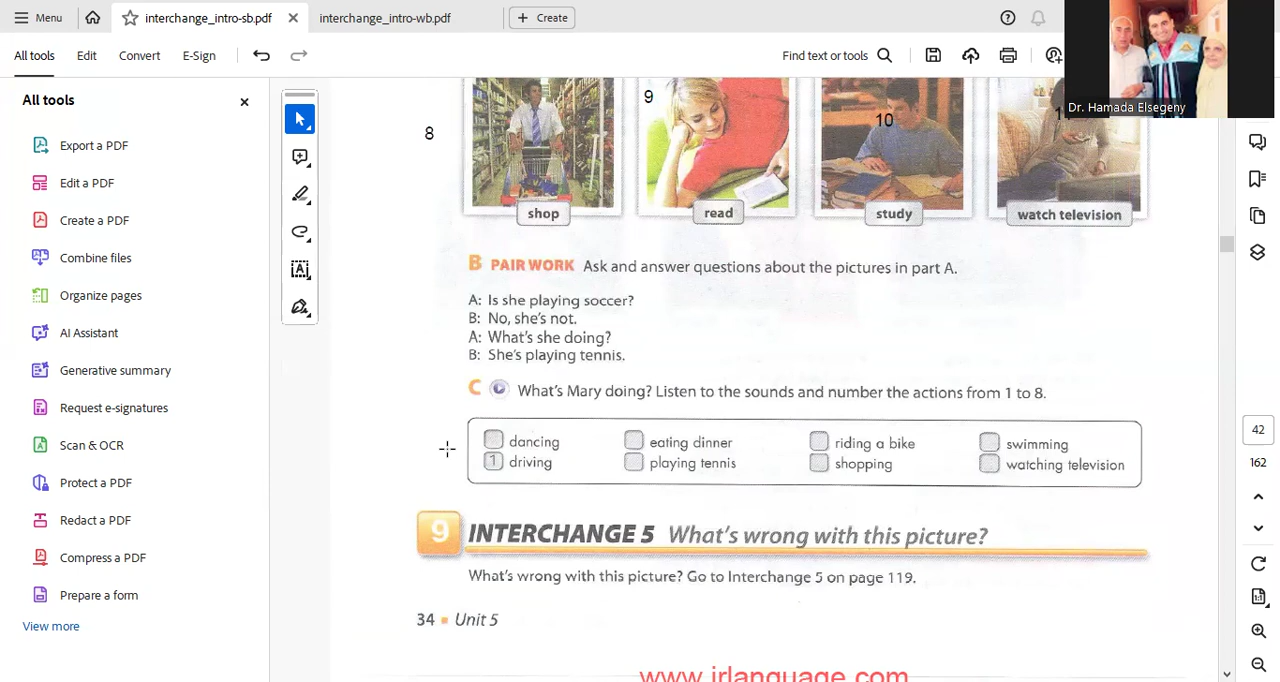 Menu
interchange_intro-sb.pdf
interchange_intro-wb.pdf
+ Create
All tools
Edit
Convert
E-Sign
Find text or tools
Dr. Hamada Elsegeny
All tools
Export a PDF
Edit a PDF
Create a PDF
Combine files
Organize pages
AI Assistant
Generative summary
Request e-signatures
Scan & OCR
Protect a PDF
Redact a PDF
Compress a PDF
Prepare a form
View more
8
9
10
shop
read
study
watch television
B PAIR WORK Ask and answer questions about the pictures in part A.
A: Is she playing soccer?
B: No, she's not.
A: What's she doing?
B: She's playing tennis.
C What's Mary doing? Listen to the sounds and number the actions from 1 to 8.
dancing eating dinner riding a bike swimming
1 driving playing tennis shopping watching television
9 INTERCHANGE 5 What's wrong with this picture?
What's wrong with this picture? Go to Interchange 5 on page 119.
34 Unit 5
www.irlanguage.com
42
162